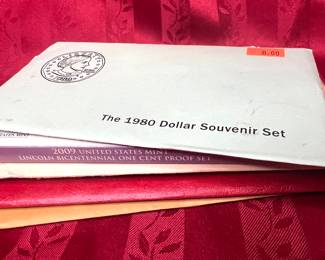 8.00
The 1980 Dollar Souvenir Set
2009 UNITED STATES MINT
LINCOLN BICENTENNIAL ONE CENT PROOF SET